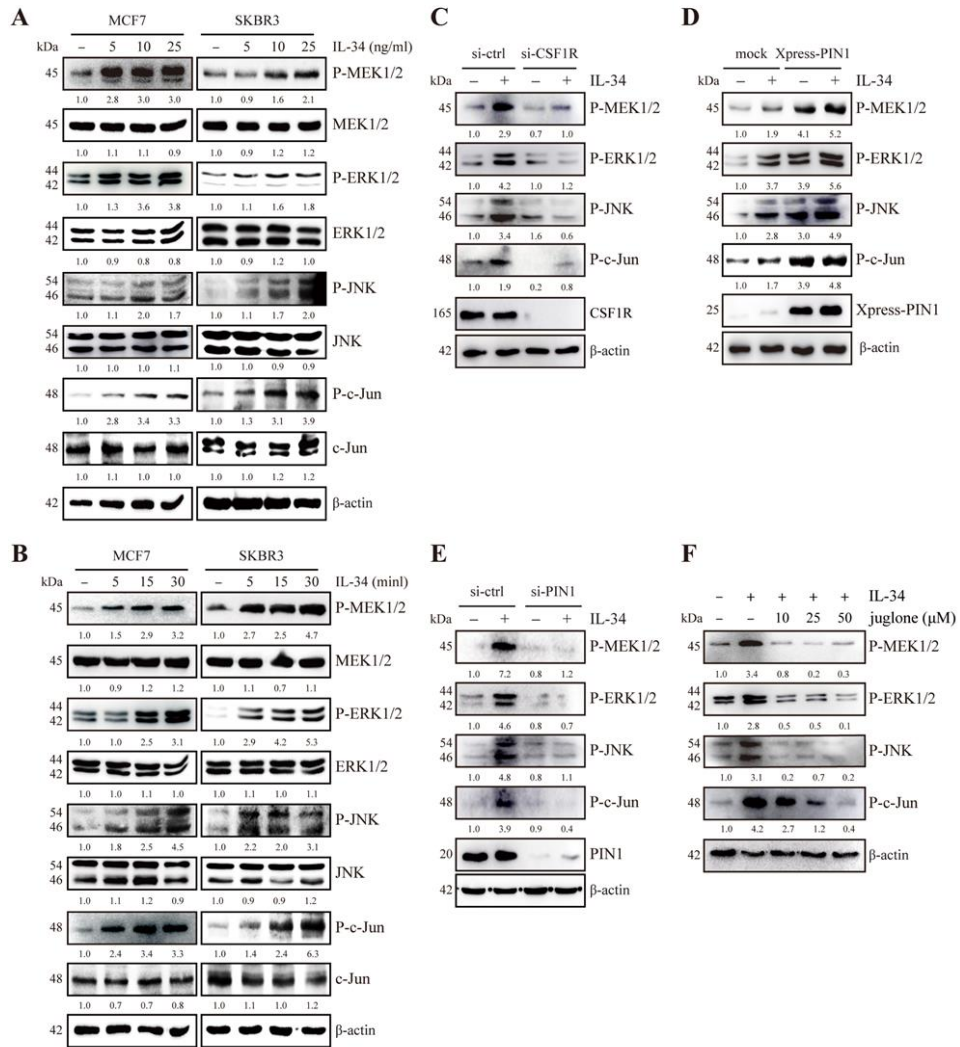 A
MCF7 SKBR3
kDa – 5 10 25 – 5 10 25 IL-34 (ng/ml)
45 P-MEK1/2
1.0 2.8 3.0 3.0 1.0 0.9 1.6 2.1
45 MEK1/2
1.0 1.1 1.1 0.9 1.0 0.9 1.2 1.2
44
42 P-ERK1/2
1.0 1.3 3.6 3.8 1.0 1.1 1.6 1.8
44
42 ERK1/2
1.0 0.9 0.8 0.8 1.0 0.9 1.2 1.0
54
46 P-JNK
1.0 1.1 2.0 1.7 1.0 1.1 1.7 2.0
54
46 JNK
1.0 1.0 1.0 1.1 1.0 1.0 0.9 0.9
48 P-c-Jun
1.0 2.8 3.4 3.3 1.0 1.3 3.1 3.9
48 c-Jun
1.0 1.1 1.0 1.0 1.0 1.0 1.2 1.2
42 β-actin
B
MCF7 SKBR3
kDa – 5 15 30 – 5 15 30 IL-34 (minl)
45 P-MEK1/2
1.0 1.5 2.9 3.2 1.0 2.7 2.5 4.7
45 MEK1/2
1.0 0.9 1.2 1.2 1.0 1.1 0.7 1.1
44
42 P-ERK1/2
1.0 1.0 2.5 3.1 1.0 2.9 4.2 5.3
44
42 ERK1/2
1.0 1.0 1.1 1.0 1.0 1.1 1.0 1.1
54
46 P-JNK
1.0 1.8 2.5 4.5 1.0 2.2 2.0 3.1
54
46 JNK
1.0 1.1 1.2 0.9 1.0 0.9 0.9 1.2
48 P-c-Jun
1.0 2.4 3.4 3.3 1.0 1.4 2.4 6.3
48 c-Jun
1.0 0.7 0.7 0.8 1.0 1.1 1.0 1.2
42 β-actin
C
si-ctrl si-CSF1R
kDa – + – + IL-34
45 P-MEK1/2
1.0 2.9 0.7 1.0
44
42 P-ERK1/2
1.0 4.2 1.0 1.2
54
46 P-JNK
1.0 3.4 1.6 0.6
48 P-c-Jun
1.0 1.9 0.2 0.8
165 CSF1R
42 β-actin
D
mock Xpress-PIN1
kDa – + – + IL-34
45 P-MEK1/2
1.0 1.9 4.1 5.2
44
42 P-ERK1/2
1.0 3.7 3.9 5.6
54
46 P-JNK
1.0 2.8 3.0 4.9
48 P-c-Jun
1.0 1.7 3.9 4.8
25 Xpress-PIN1
42 β-actin
E
si-ctrl si-PIN1
kDa – + – + IL-34
45 P-MEK1/2
1.0 7.2 0.8 1.2
44
42 P-ERK1/2
1.0 4.6 0.8 0.7
54
46 P-JNK
1.0 4.8 0.8 1.1
48 P-c-Jun
1.0 3.9 0.9 0.4
20 PIN1
42 β-actin
F
– + + + + IL-34
kDa – – 10 25 50 juglone (μM)
45 P-MEK1/2
1.0 3.4 0.8 0.2 0.3
44
42 P-ERK1/2
1.0 2.8 0.5 0.5 0.1
54
46 P-JNK
1.0 3.1 0.2 0.7 0.2
48 P-c-Jun
1.0 4.2 2.7 1.2 0.4
42 β-actin